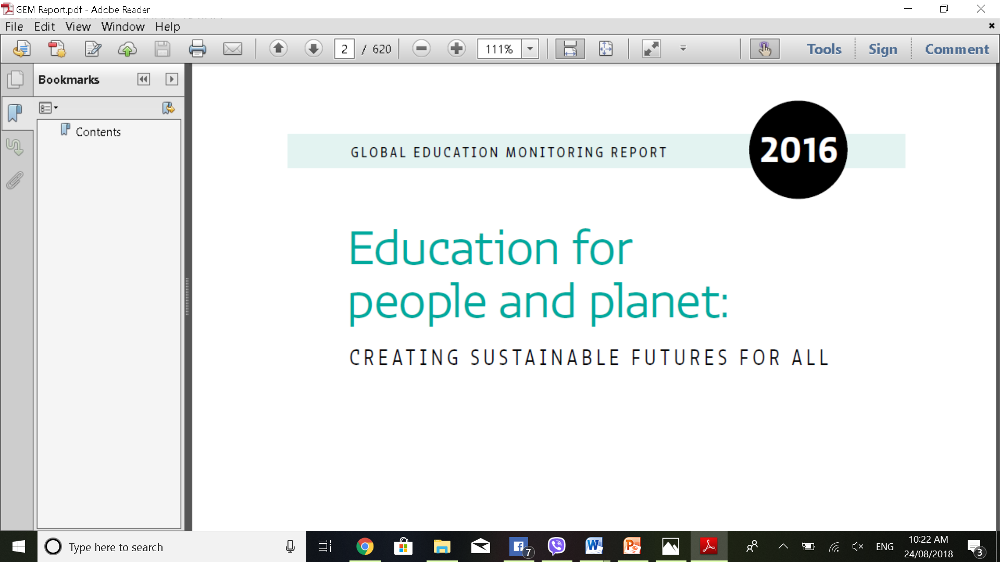 GEM Report.pdf - Adobe Reader
File Edit View Window Help
2 / 620 111% Tools Sign Comment
Bookmarks
Contents
GLOBAL EDUCATION MONITORING REPORT
2016
Education for
people and planet:
CREATING SUSTAINABLE FUTURES FOR ALL
Type here to search
7
ENG
10:22 AM
24/08/2018
3